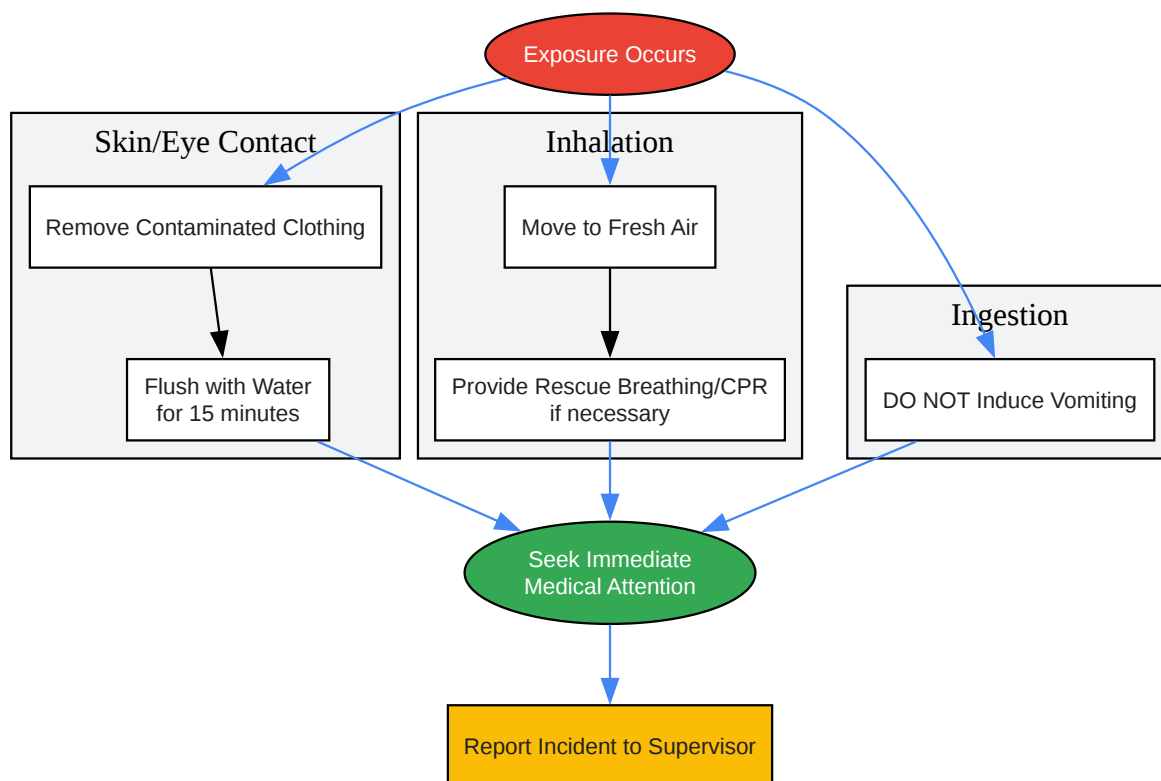 Exposure Occurs
Skin/Eye Contact
Remove Contaminated Clothing
Flush with Water
for 15 minutes
Inhalation
Move to Fresh Air
Provide Rescue Breathing/CPR
if necessary
Ingestion
DO NOT Induce Vomiting
Seek Immediate
Medical Attention
Report Incident to Supervisor